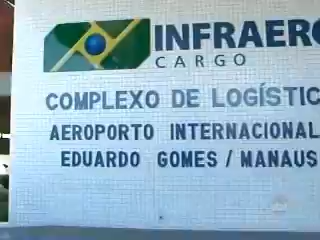 INFRAERO
CARGO
COMPLEXO DE LOGÍSTIC
AEROPORTO INTERNACIONAL
EDUARDO GOMES / MANAUS